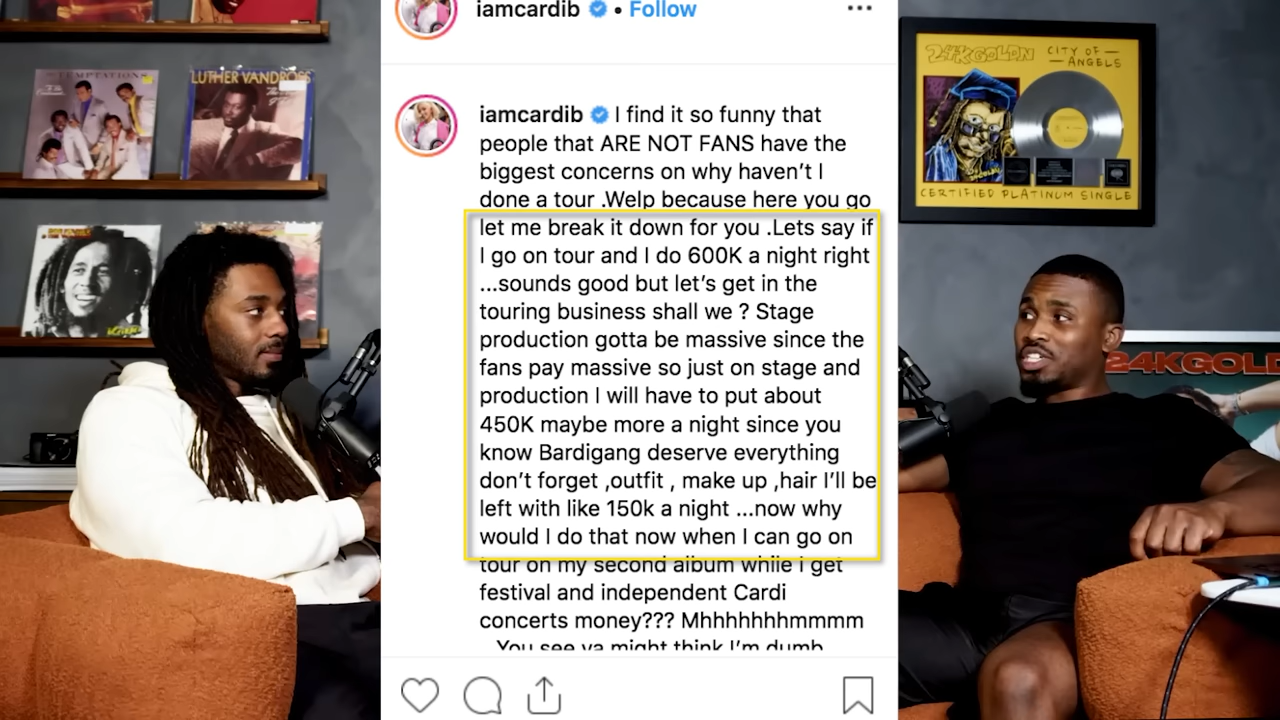 iamcardib • Follow
iamcardib I find it so funny that
people that ARE NOT FANS have the
biggest concerns on why haven't I
done a tour .Welp because here you go
let me break it down for you .Lets say if
I go on tour and I do 600K a night right
...sounds good but let's get in the
touring business shall we ? Stage
production gotta be massive since the
fans pay massive so just on stage and
production I will have to put about
450K maybe more a night since you
know Bardigang deserve everything
don't forget ,outfit , make up ,hair I'll be
left with like 150k a night ...now why
would I do that now when I can go on
tour on my second album while I get
festival and independent Cardi
concerts money??? Mhhhhhhhmmmm
You see ya might think I'm dumb
TEMPTATIONS
LUTHER VANDROSS
24KGOLDN
CITY OF
ANGELS
CERTIFIED PLATINUM SINGLE
24KGOLD